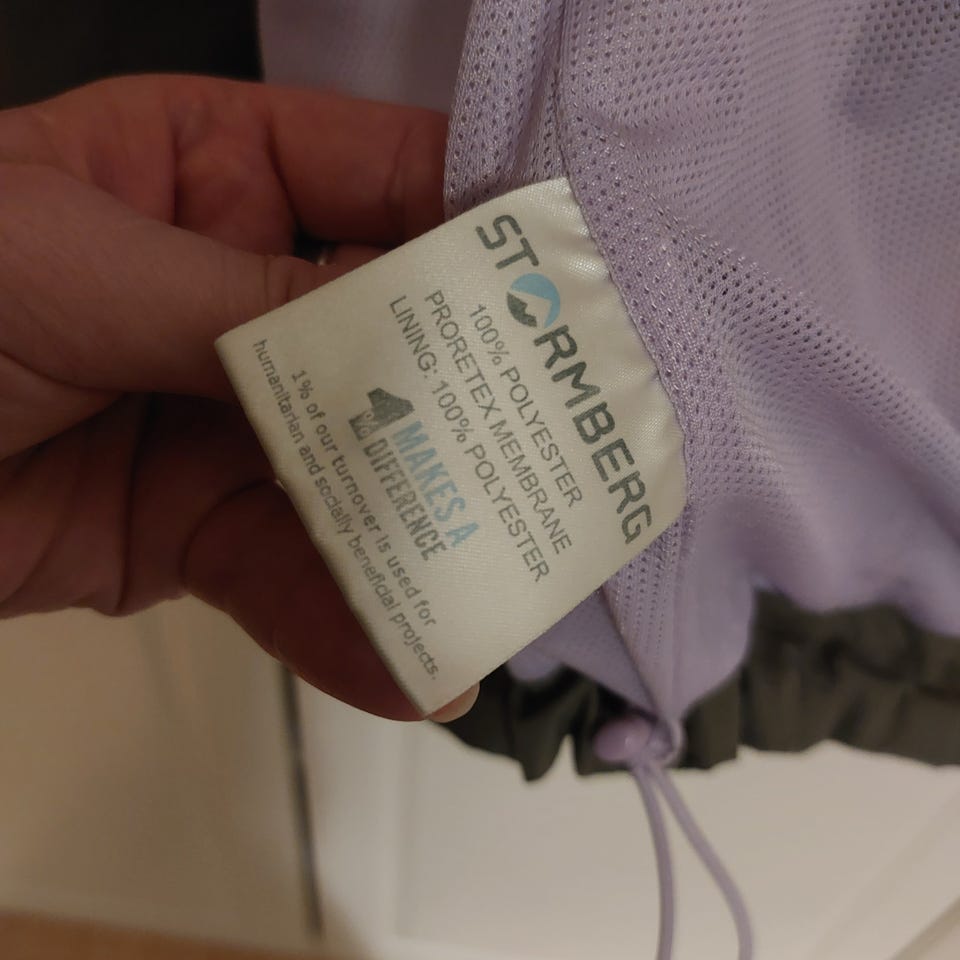 STORMBERG
100% POLYESTER
PRORETEX MEMBRANE
LINING: 100% POLYESTER
1% MAKES A
DIFFERENCE
1% of our turnover is used for
humanitarian and socially beneficial projects.